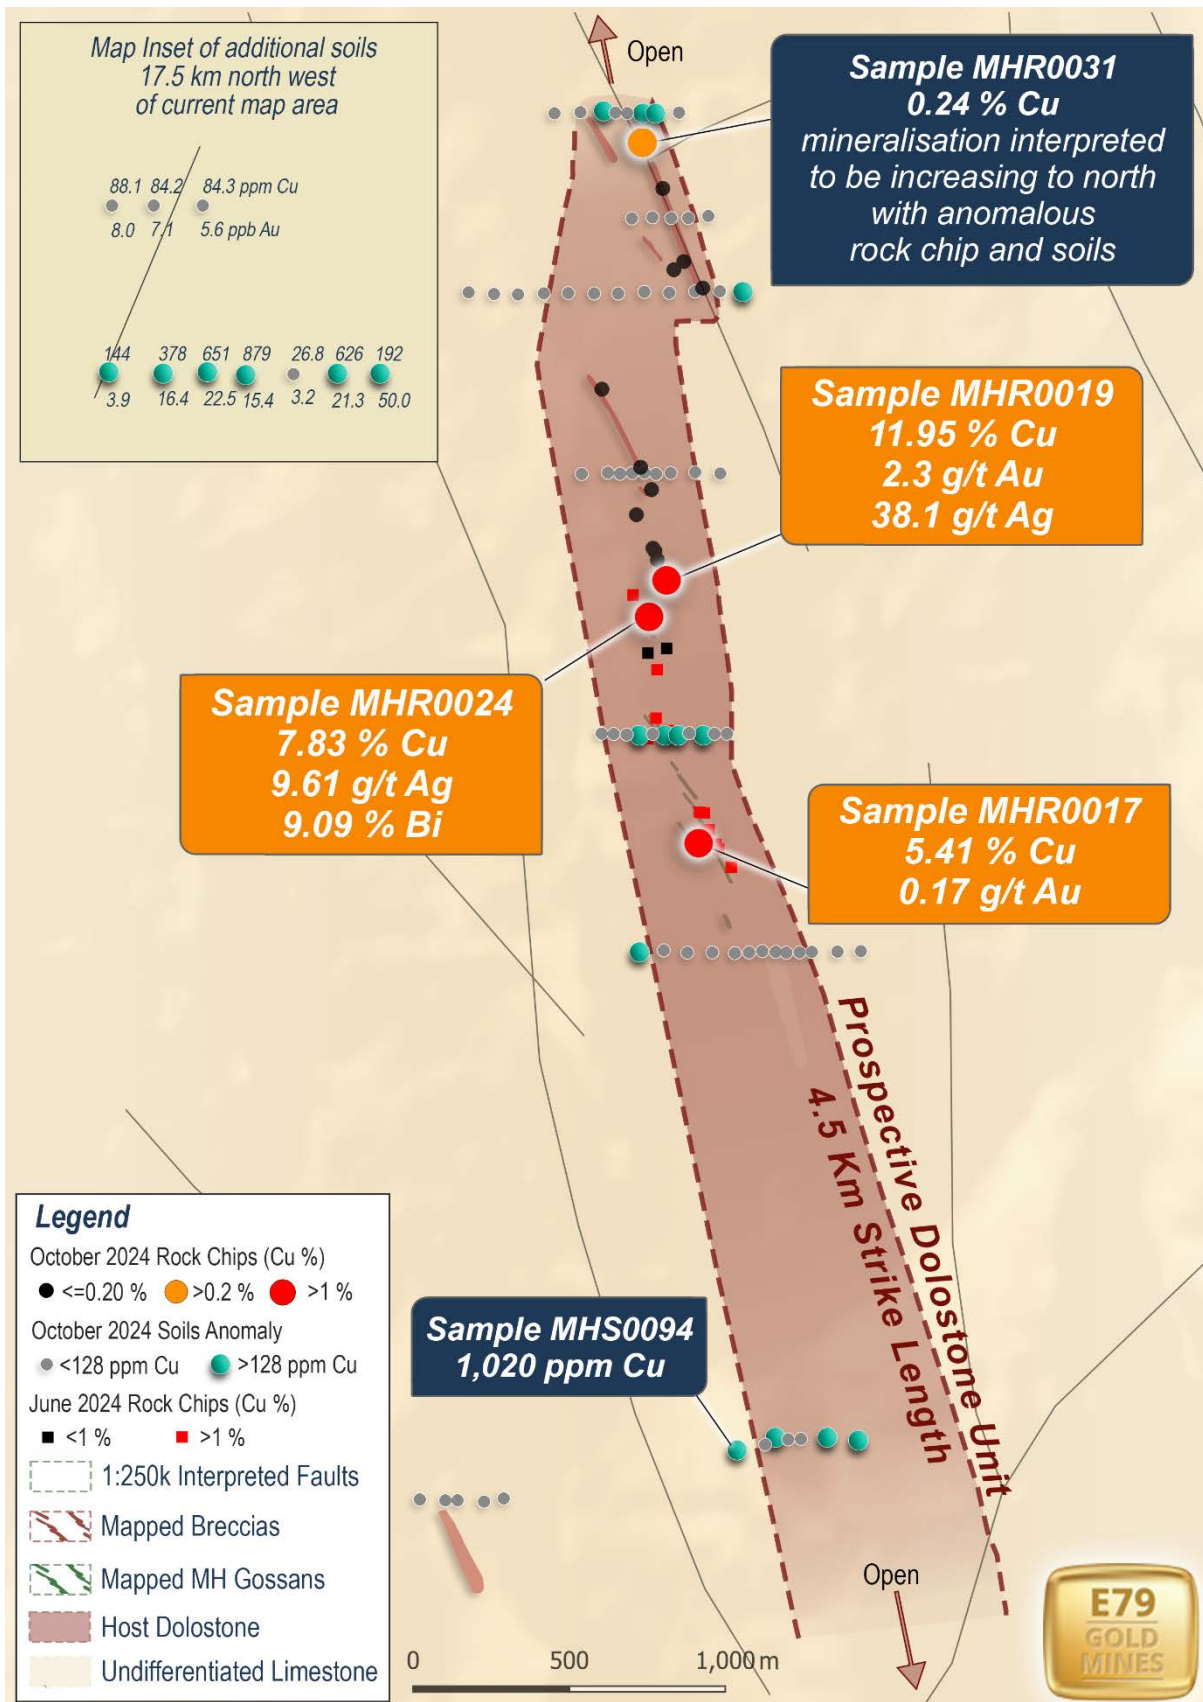 Map Inset of additional soils
17.5 km north west
of current map area
88.1 84.2 84.3 ppm Cu
8.0 7.1 5.6 ppb Au
144 378 651 879 26.8 626 192
3.9 16.4 22.5 15.4 3.2 21.3 50.0
Open
Sample MHR0031
0.24 % Cu
mineralisation interpreted
to be increasing to north
with anomalous
rock chip and soils
Sample MHR0019
11.95 % Cu
2.3 g/t Au
38.1 g/t Ag
Sample MHR0024
7.83 % Cu
9.61 g/t Ag
9.09 % Bi
Sample MHR0017
5.41 % Cu
0.17 g/t Au
Prospective Dolostone Unit
4.5 Km Strike Length
Sample MHS0094
1,020 ppm Cu
Legend
October 2024 Rock Chips (Cu %)
<=0.20 % >0.2 % >1 %
October 2024 Soils Anomaly
<128 ppm Cu >128 ppm Cu
June 2024 Rock Chips (Cu %)
<1 % >1 %
1:250k Interpreted Faults
Mapped Breccias
Mapped MH Gossans
Host Dolostone
Undifferentiated Limestone
0 500 1,000m
Open
E79
GOLD
MINES